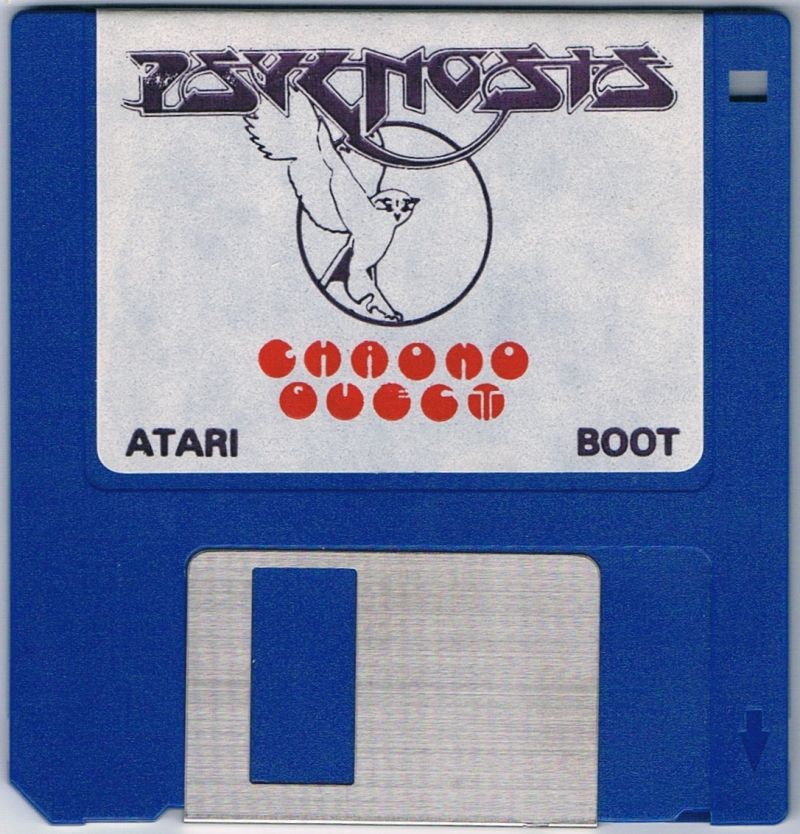 PSYGNOSIS
CHRONO
QUEST
ATARI
BOOT